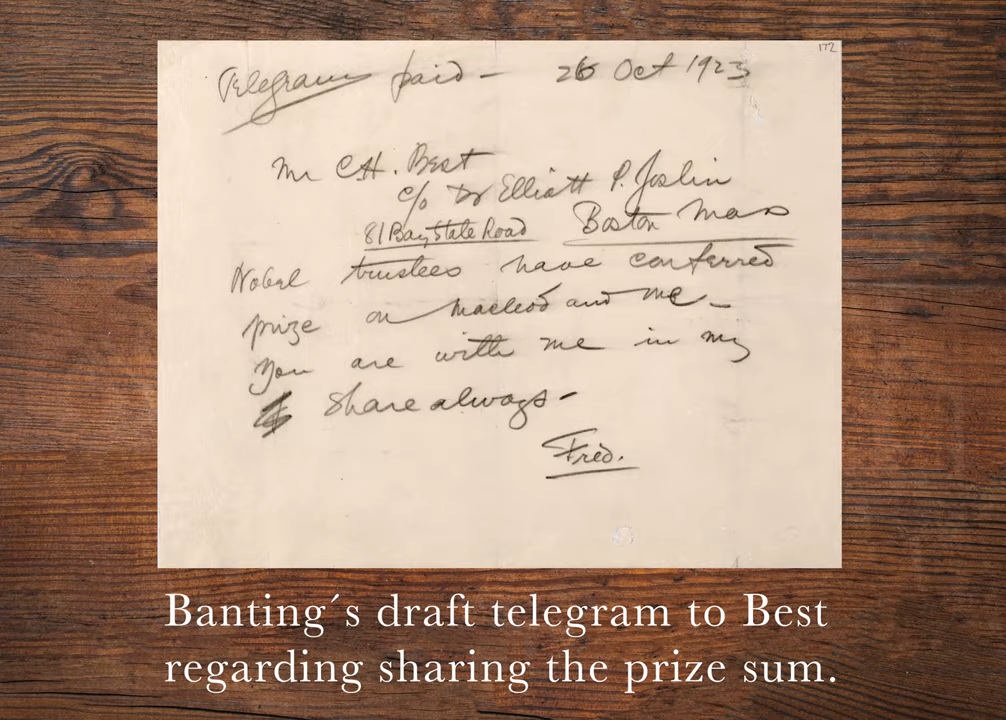 172
Telegram paid – 26 Oct 1923
Mr C.H. Best
c/o Dr Elliott P. Joslin
81 Bay State Road Boston Mass
Nobel trustees have conferred
prize on Macleod and me –
You are with me in my
share always –
Fred.
Banting´s draft telegram to Best
regarding sharing the prize sum.